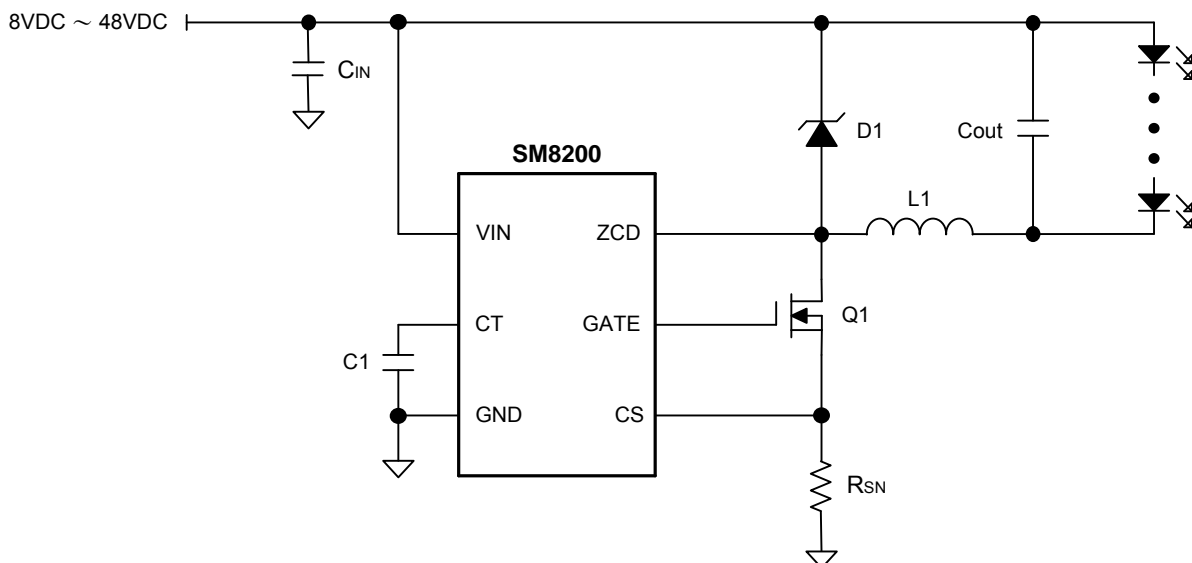 8VDC ～ 48VDC
CIN
D1
Cout
SM8200
L1
VIN
ZCD
CT
GATE
Q1
C1
GND
CS
RSN